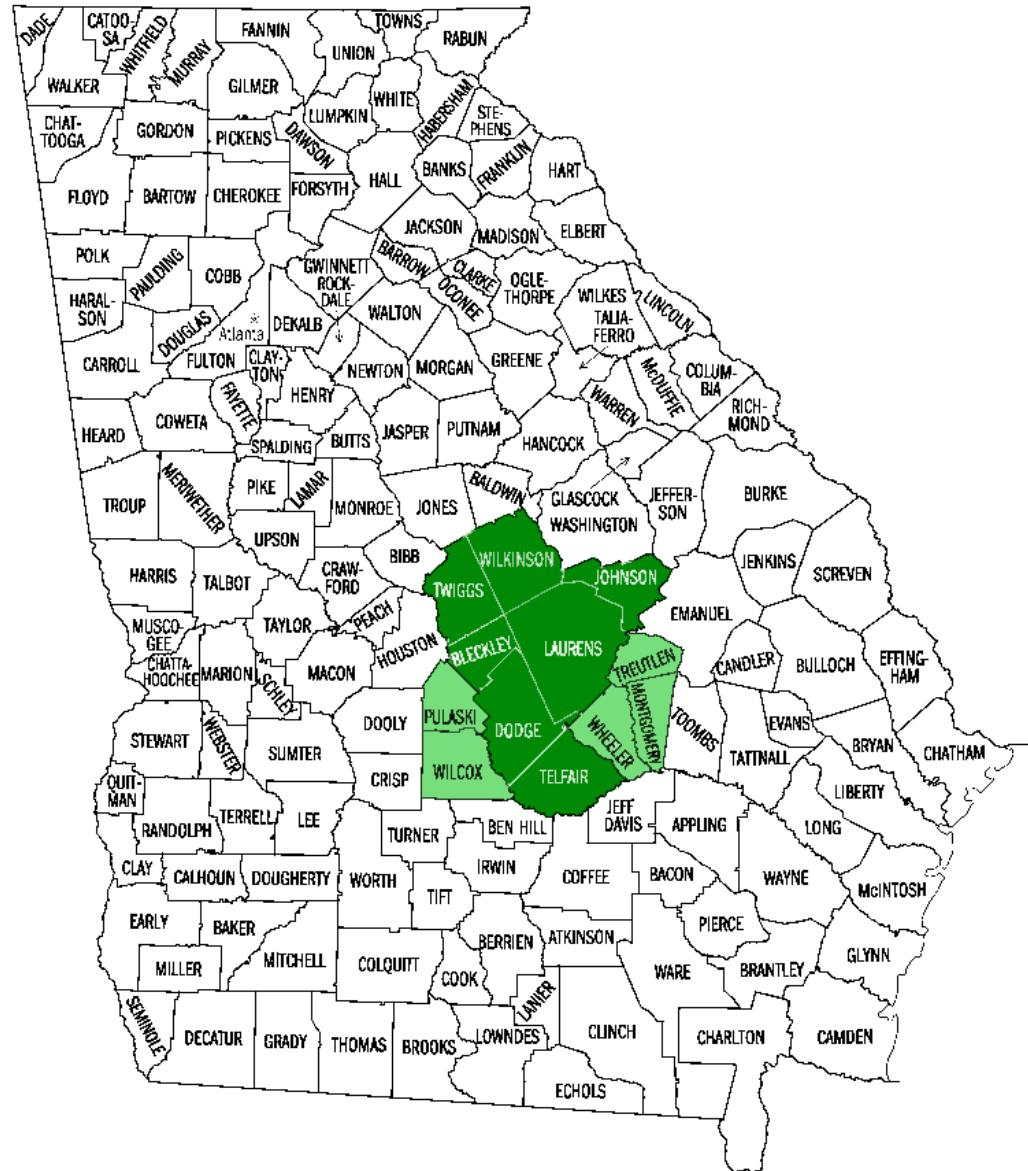 DADE
CATOO-
SA
WHITFIELD
MURRAY
FANNIN
TOWNS
UNION
RABUN
WALKER
GILMER
LUMPKIN
WHITE
HABERSHAM
STE-
PHENS
CHAT-
TOOGA
GORDON
PICKENS
DAWSON
BANKS
FRANKLIN
HART
FLOYD
BARTOW
CHEROKEE
FORSYTH
HALL
JACKSON
MADISON
ELBERT
POLK
PAULDING
COBB
GWINNETT
BARROW
CLARKE
OCONEE
OGLE-
THORPE
WILKES
LINCOLN
HARAL-
SON
DOUGLAS
Atlanta
DEKALB
ROCK-
DALE
WALTON
TALIA-
FERRO
CARROLL
FULTON
CLAY-
TON
NEWTON
MORGAN
GREENE
McDUFFIE
COLUM-
BIA
HENRY
FAYETTE
WARREN
RICH-
MOND
HEARD
COWETA
SPALDING
BUTTS
JASPER
PUTNAM
HANCOCK
TROUP
MERIWETHER
PIKE
LAMAR
MONROE
JONES
BALDWIN
GLASCOCK
WASHINGTON
JEFFER-
SON
BURKE
UPSON
BIBB
WILKINSON
JOHNSON
JENKINS
SCREVEN
HARRIS
TALBOT
CRAW-
FORD
TWIGGS
EMANUEL
MUSCO-
GEE
TAYLOR
PEACH
HOUSTON
BLECKLEY
LAURENS
TREUTLEN
CANDLER
BULLOCH
EFFING-
HAM
CHATTA-
HOOCHEE
MARION
SCHLEY
MACON
STEWART
WEBSTER
SUMTER
DOOLY
PULASKI
DODGE
WHEELER
MONTGOMERY
TOOMBS
TATTNALL
EVANS
BRYAN
CHATHAM
CRISP
WILCOX
TELFAIR
LIBERTY
QUIT-
MAN
RANDOLPH
TERRELL
LEE
TURNER
BEN HILL
JEFF
DAVIS
APPLING
LONG
CLAY
CALHOUN
DOUGHERTY
WORTH
TIFT
IRWIN
COFFEE
BACON
WAYNE
McINTOSH
EARLY
BAKER
MITCHELL
COLQUITT
BERRIEN
ATKINSON
PIERCE
GLYNN
MILLER
COOK
WARE
BRANTLEY
SEMINOLE
DECATUR
GRADY
THOMAS
BROOKS
LOWNDES
LANIER
CLINCH
CHARLTON
CAMDEN
ECHOLS